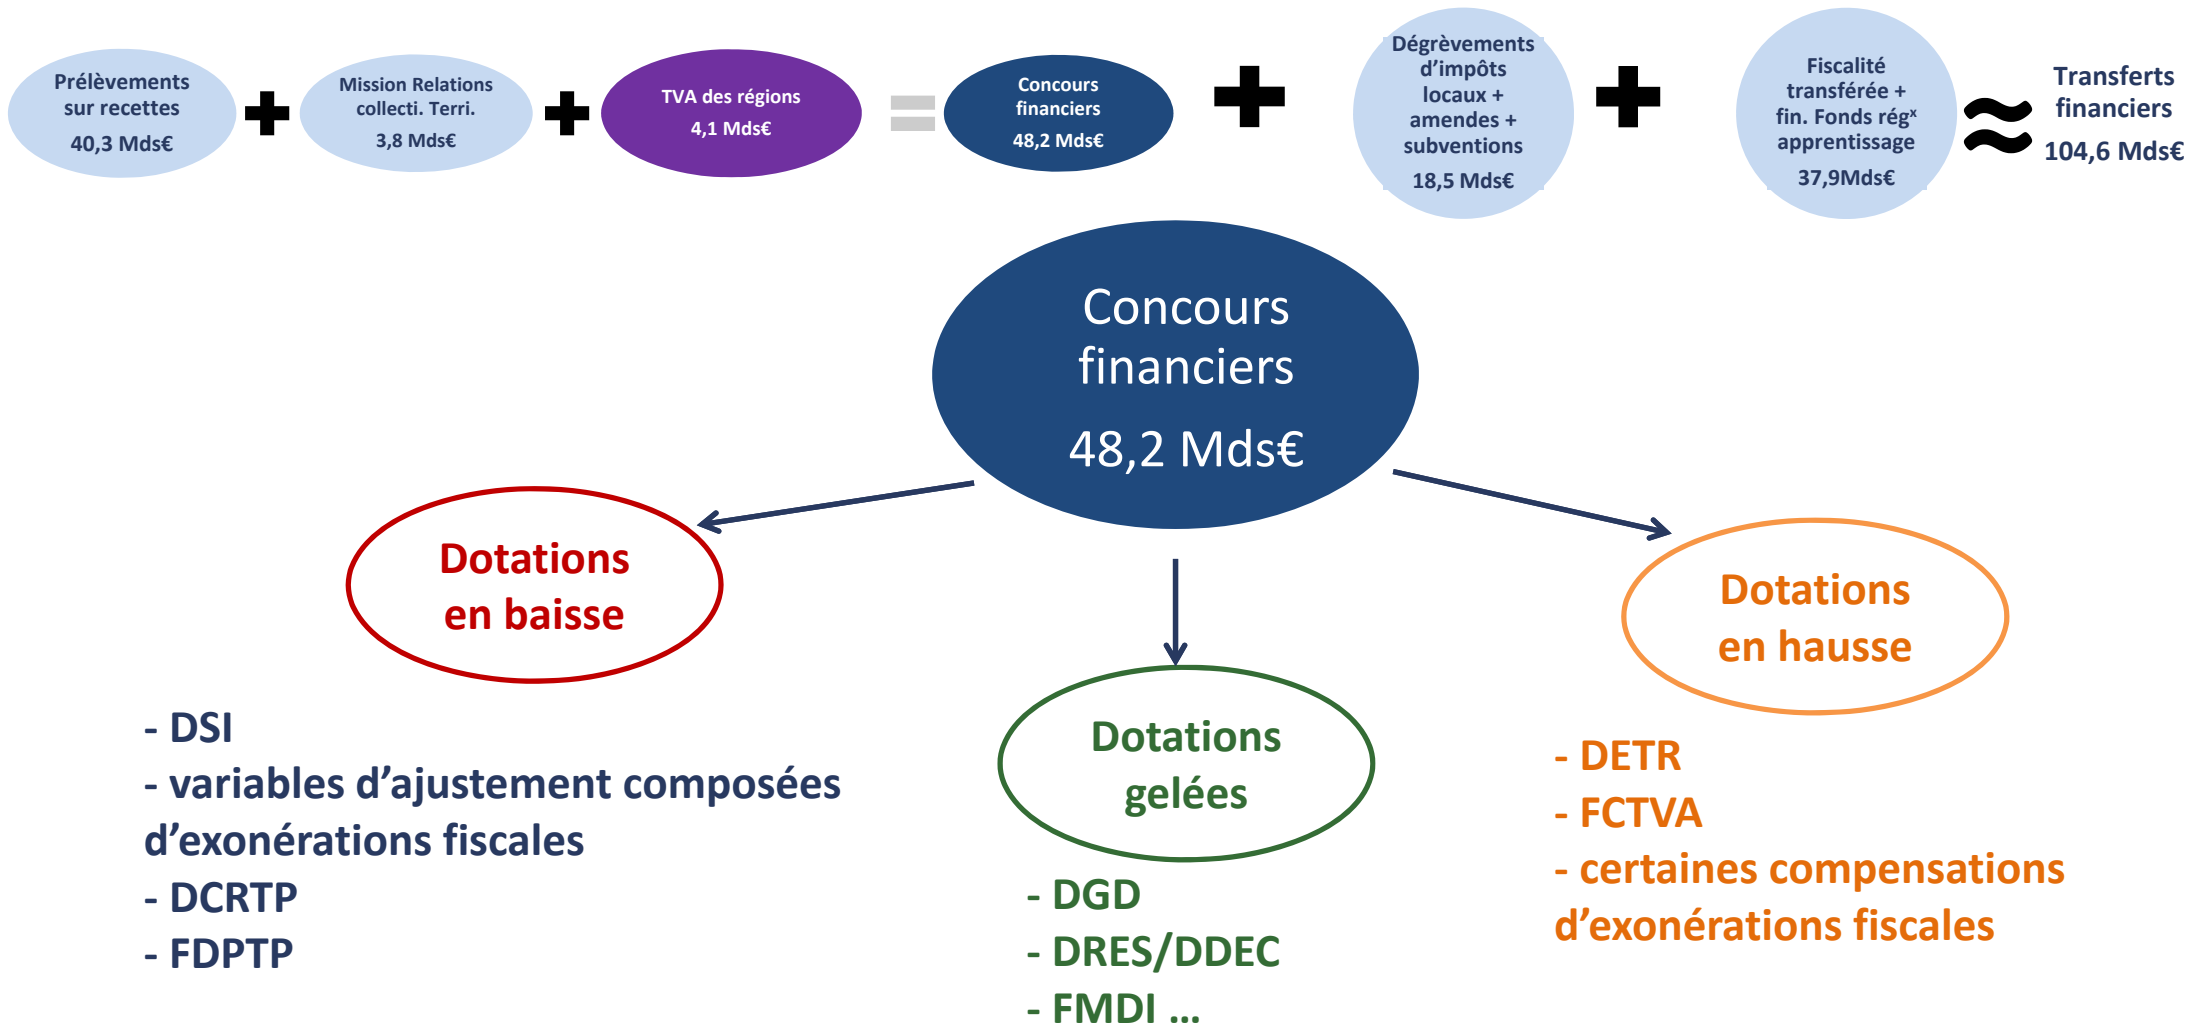 Prélèvements
sur recettes
40,3 Mds€
Mission Relations
collecti. Terri.
3,8 Mds€
TVA des régions
4,1 Mds€
Concours
financiers
48,2 Mds€
Dégrèvements
d’impôts
locaux +
amendes +
subventions
18,5 Mds€
Fiscalité
transférée +
fin. Fonds régˣ
apprentissage
37,9Mds€
Transferts
financiers
104,6 Mds€
Concours
financiers
48,2 Mds€
Dotations
en baisse
- DSI
- variables d’ajustement composées
d’exonérations fiscales
- DCRTP
- FDPTP
Dotations
gelées
- DGD
- DRES/DDEC
- FMDI ...
Dotations
en hausse
- DETR
- FCTVA
- certaines compensations
d’exonérations fiscales